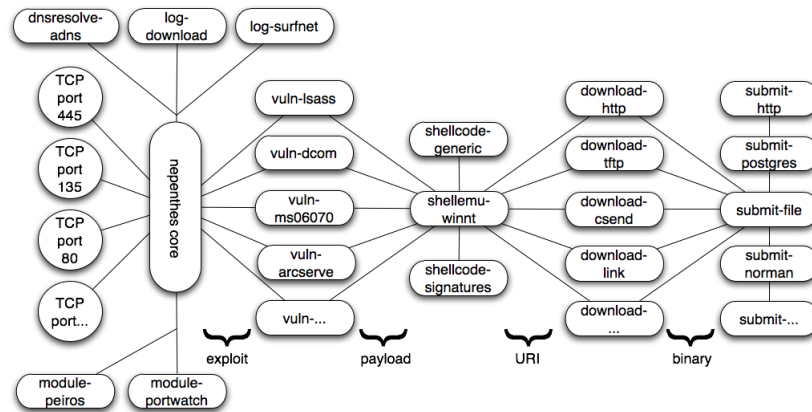 dnsresolve-
adns
log-
download
log-surfnet
TCP
port
445
TCP
port
135
TCP
port
80
TCP
port...
nepenthes core
module-
peiros
module-
portwatch
vuln-lsass
vuln-dcom
vuln-
ms06070
vuln-
arcserve
vuln-...
shellcode-
generic
shellemu-
winnt
shellcode-
signatures
download-
http
download-
tftp
download-
csend
download-
link
download-
...
submit-
http
submit-
postgres
submit-file
submit-
norman
submit-...
exploit
payload
URI
binary